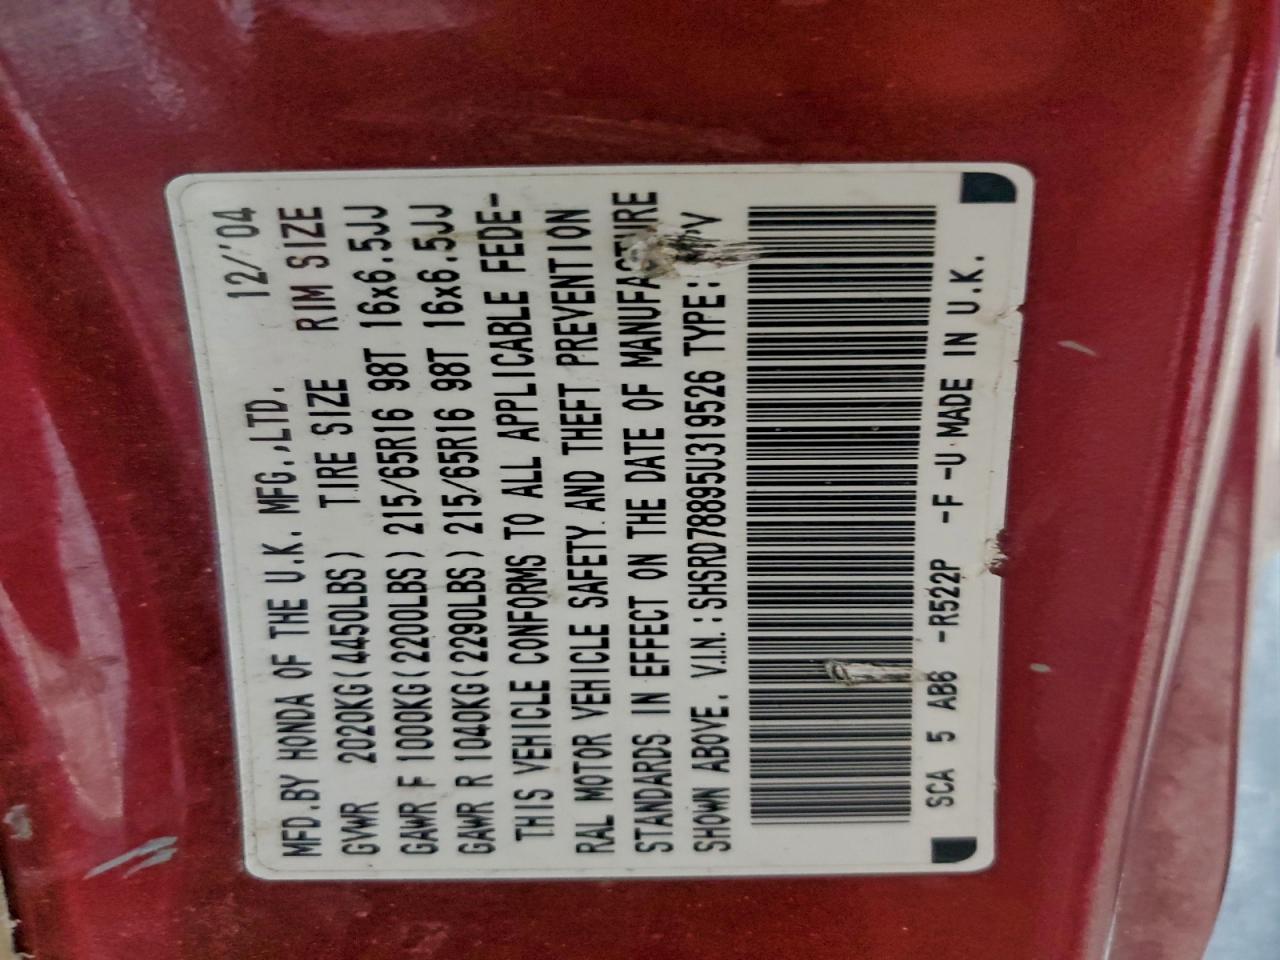 MFD.BY HONDA OF THE U.K. MFG.,LTD. 12/'04
GVWR 2020KG(4450LBS) TIRE SIZE RIM SIZE
GAWR F 1000KG(2200LBS) 215/65R16 98T 16x6.5JJ
GAWR R 1040KG(2290LBS) 215/65R16 98T 16x6.5JJ
THIS VEHICLE CONFORMS TO ALL APPLICABLE FEDE-
RAL MOTOR VEHICLE SAFETY AND THEFT PREVENTION
STANDARDS IN EFFECT ON THE DATE OF MANUFACTURE
SHOWN ABOVE. V.I.N.:SHSRD78895U319526 TYPE:
SCA 5 AB6 -R522P -F -U MADE IN U.K.